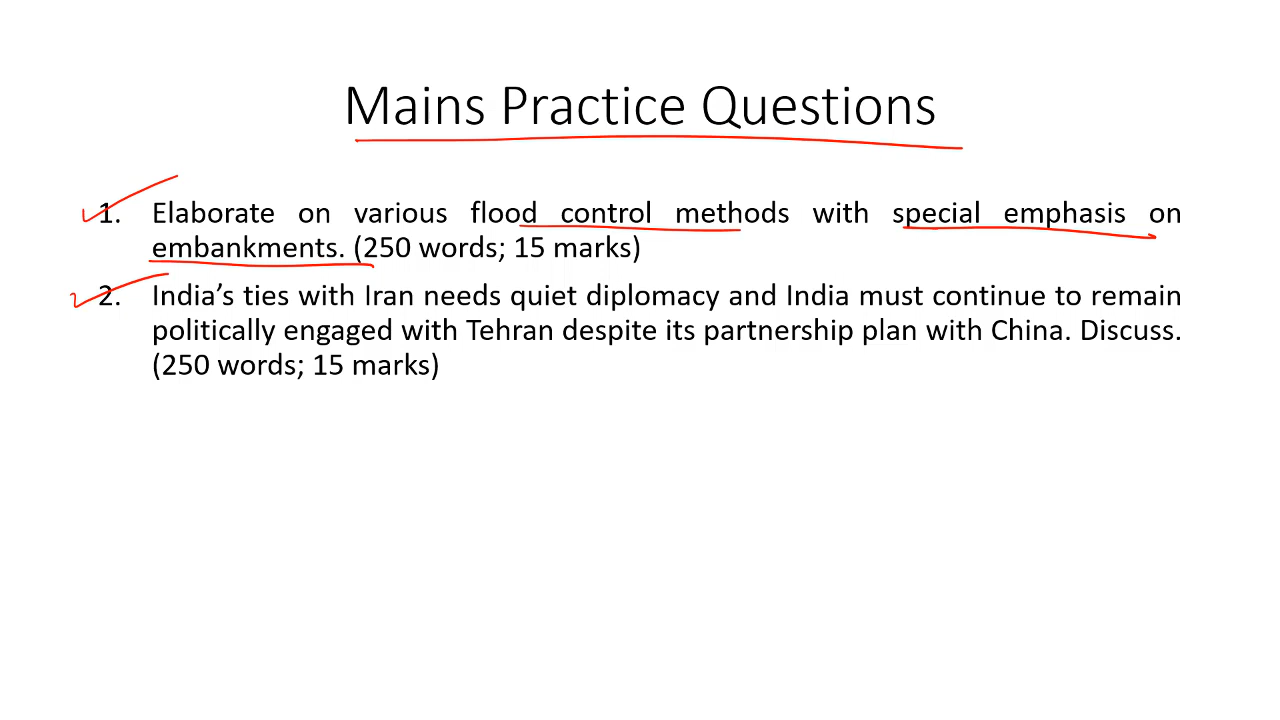 Mains Practice Questions
1. Elaborate on various flood control methods with special emphasis on
embankments. (250 words; 15 marks)
2. India’s ties with Iran needs quiet diplomacy and India must continue to remain
politically engaged with Tehran despite its partnership plan with China. Discuss.
(250 words; 15 marks)